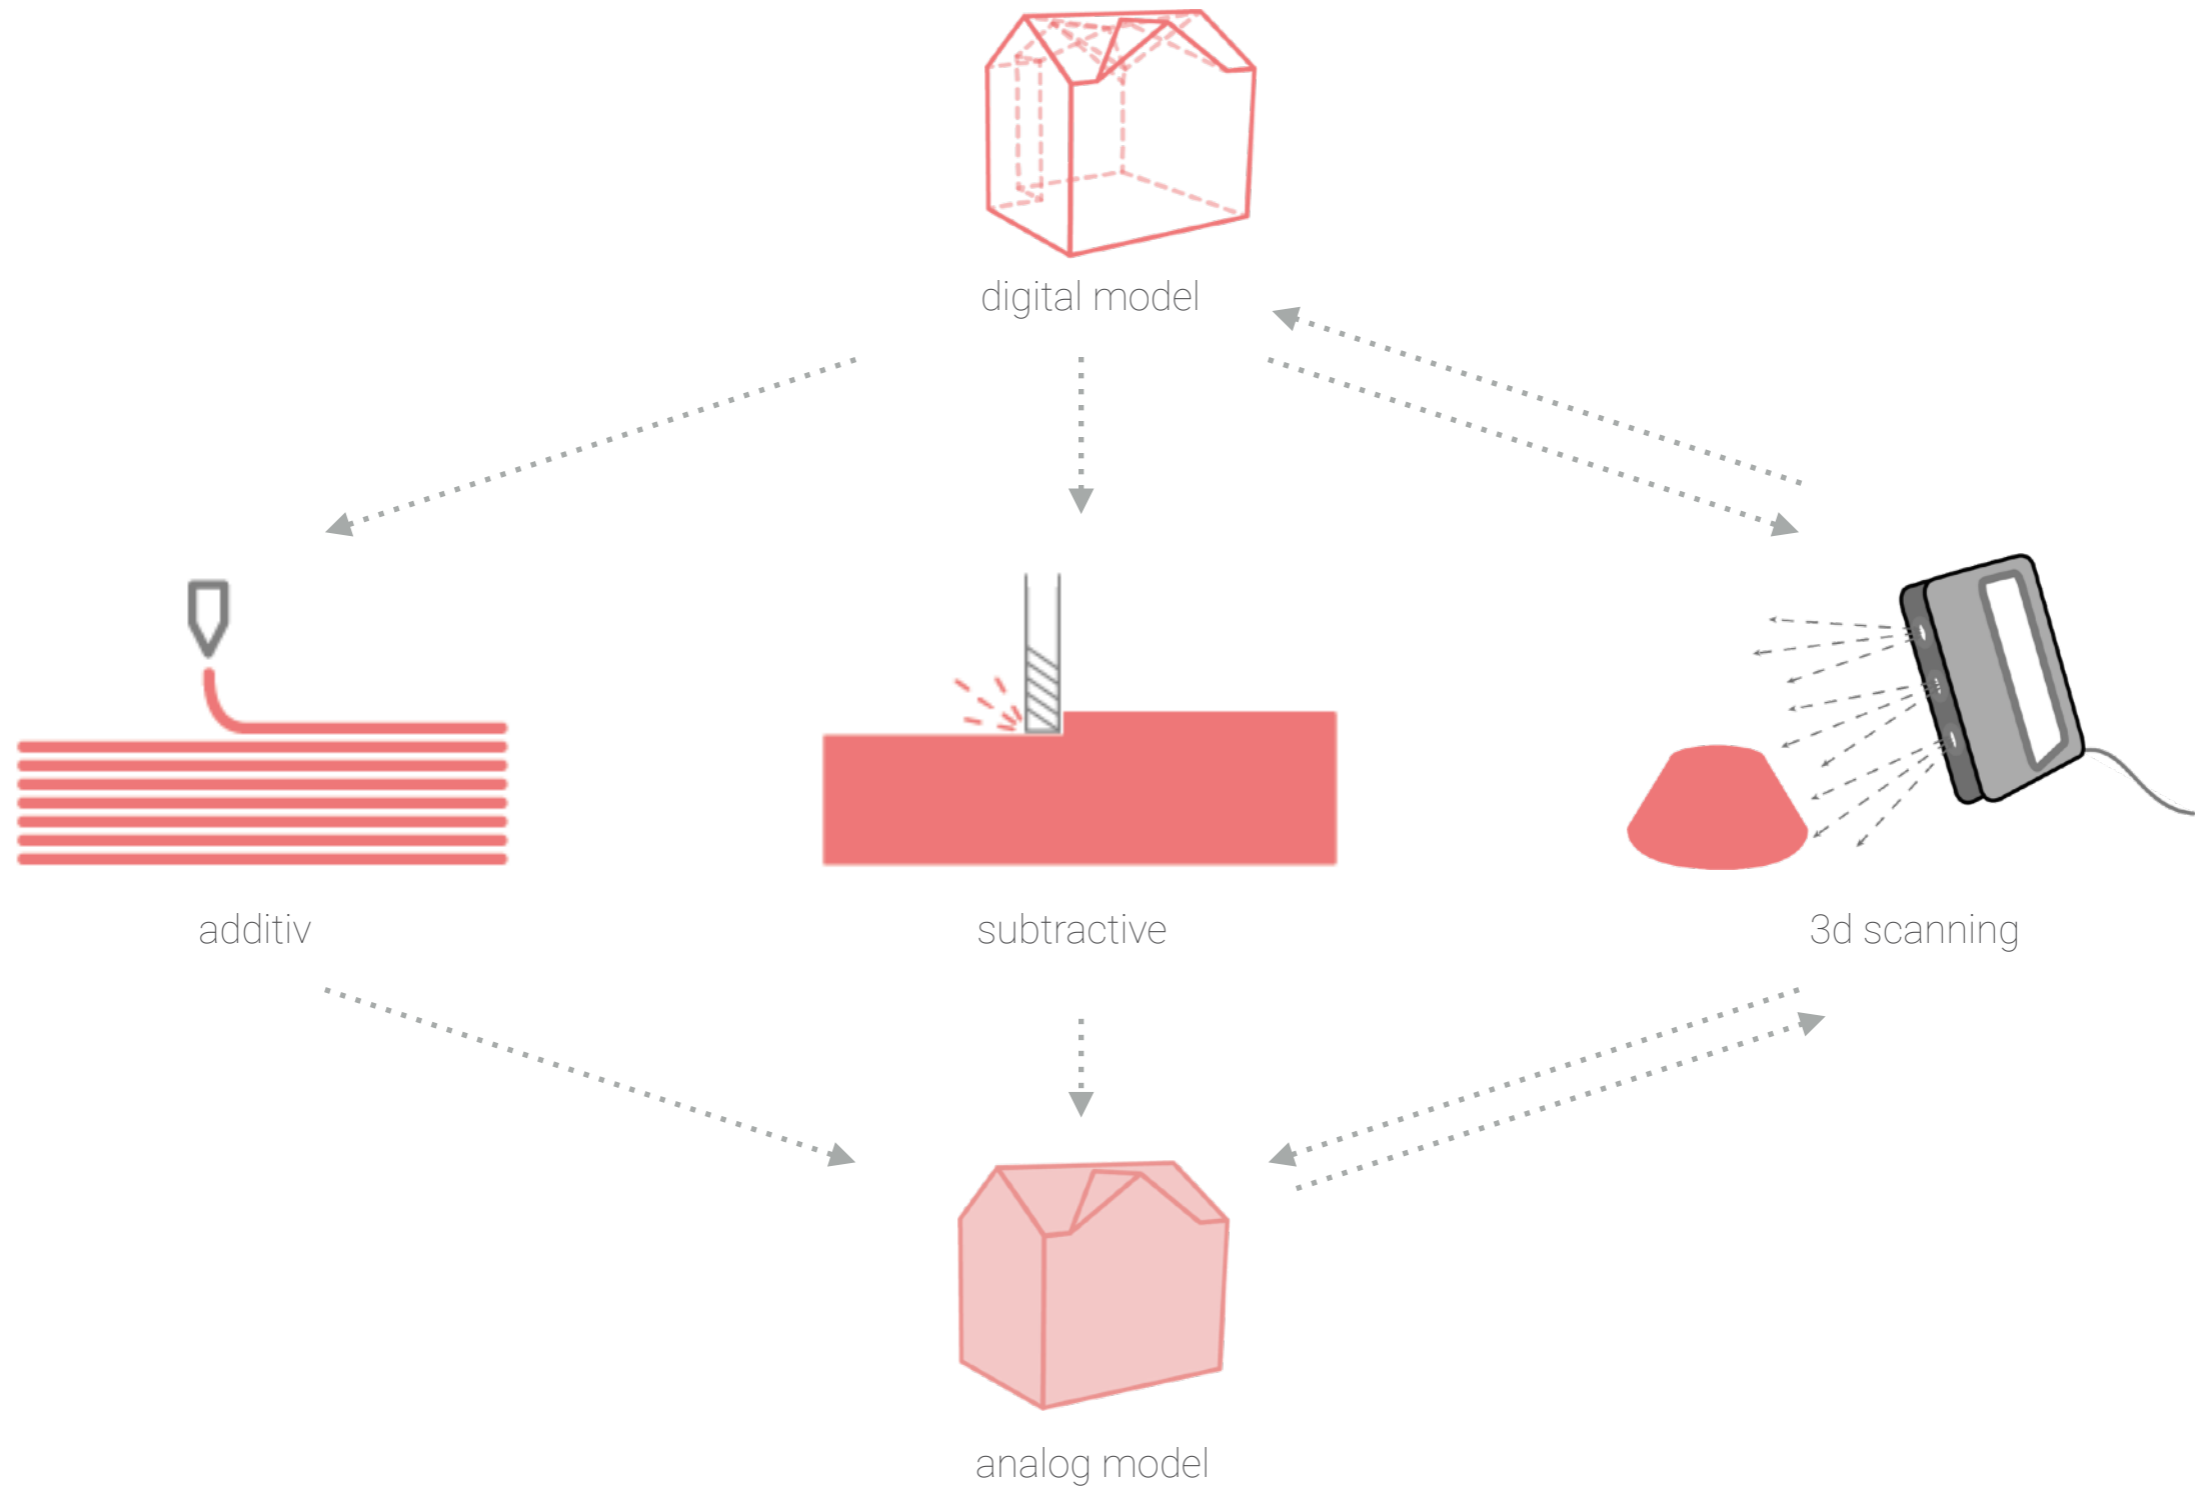 digital model
additiv
subtractive
3d scanning
analog model